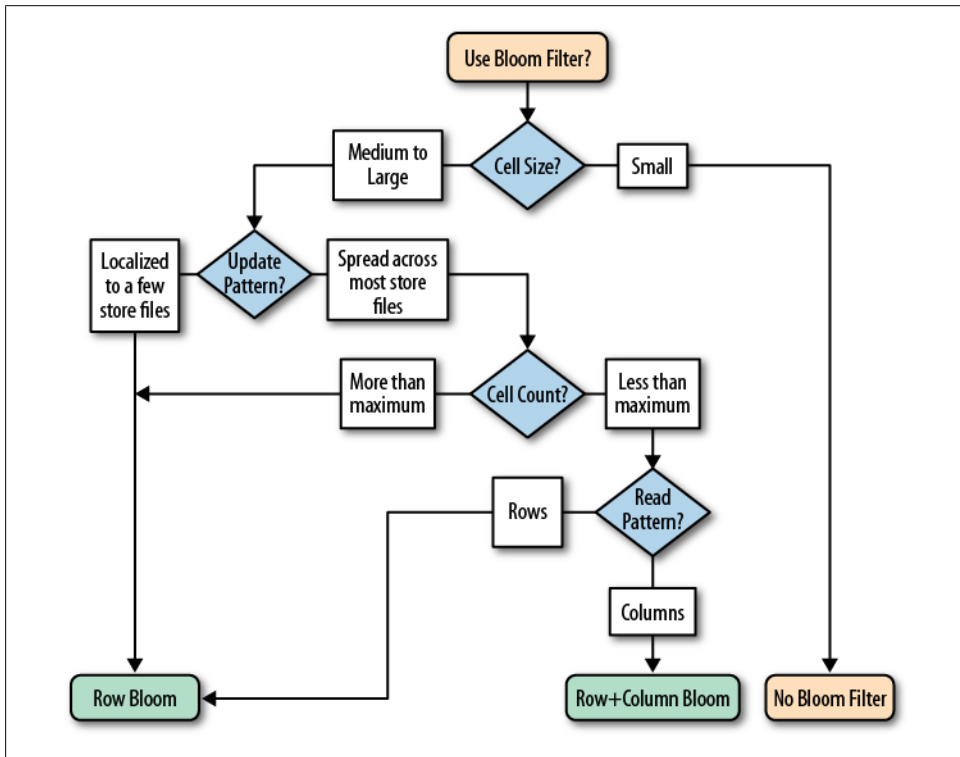 Use Bloom Filter?
Medium to
Large
Cell Size?
Small
Localized
to a few
store files
Update
Pattern?
Spread across
most store
files
More than
maximum
Cell Count?
Less than
maximum
Rows
Read
Pattern?
Columns
Row Bloom
Row+Column Bloom
No Bloom Filter